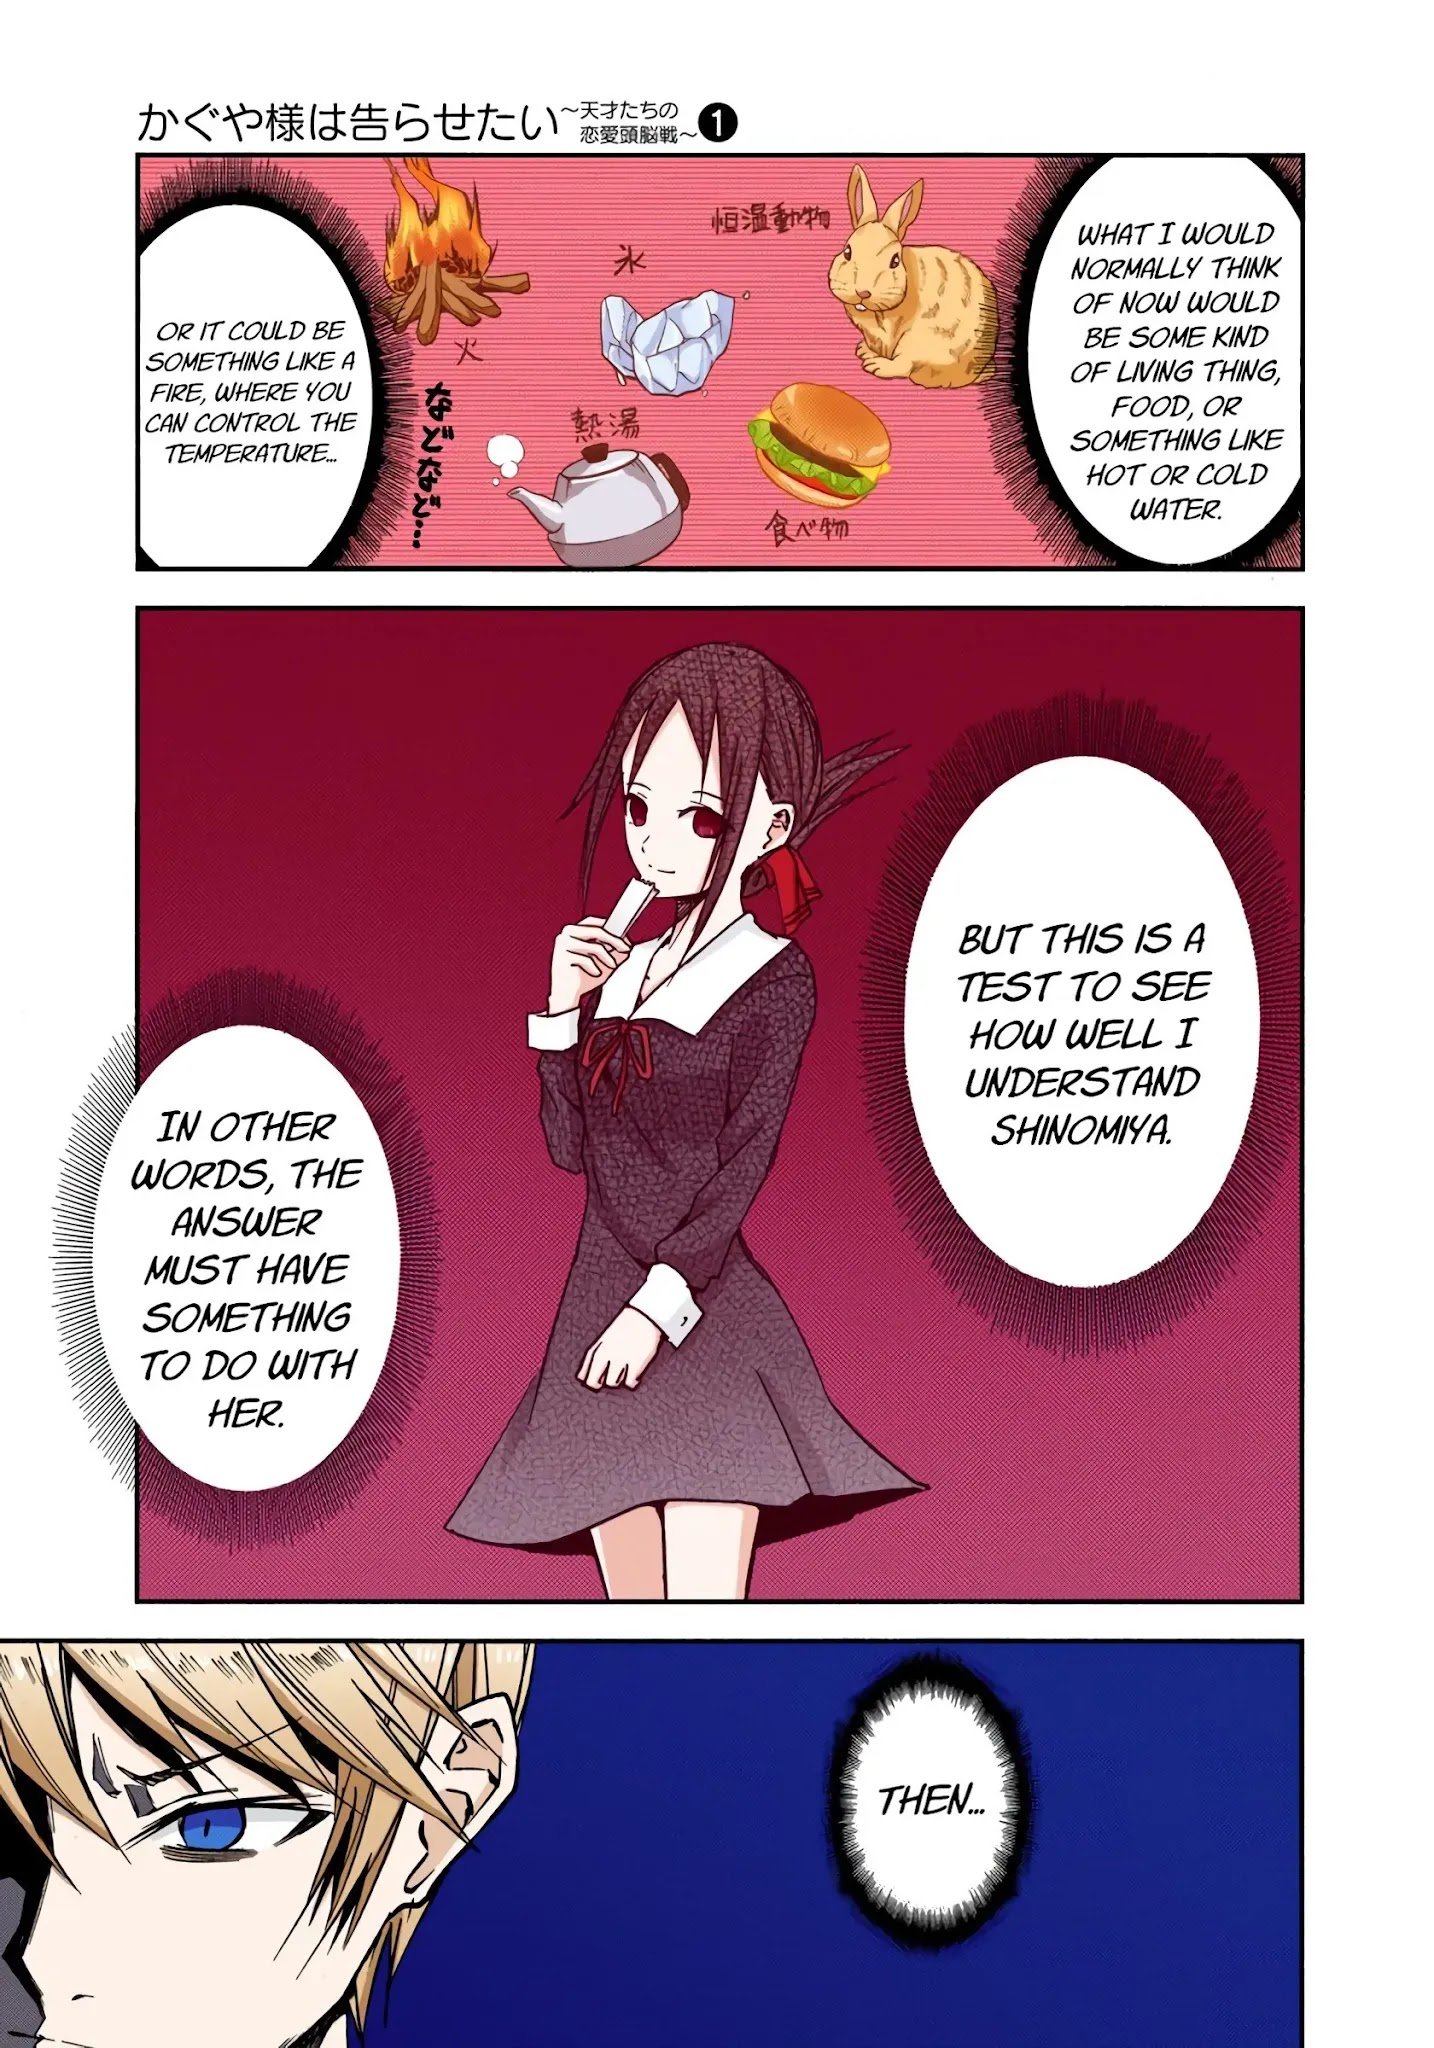 かぐや様は告らせたい～天才たちの
恋愛頭脳戦～❶
WHAT I WOULD
NORMALLY THINK
OF NOW WOULD
BE SOME KIND
OF LIVING THING,
FOOD, OR
SOMETHING LIKE
HOT OR COLD
WATER.
恒温動物
氷
火
熱湯
食べ物
などなど…
OR IT COULD BE
SOMETHING LIKE A
FIRE, WHERE YOU
CAN CONTROL THE
TEMPERATURE...
BUT THIS IS A
TEST TO SEE
HOW WELL I
UNDERSTAND
SHINOMIYA.
IN OTHER
WORDS, THE
ANSWER
MUST HAVE
SOMETHING
TO DO WITH
HER.
THEN...